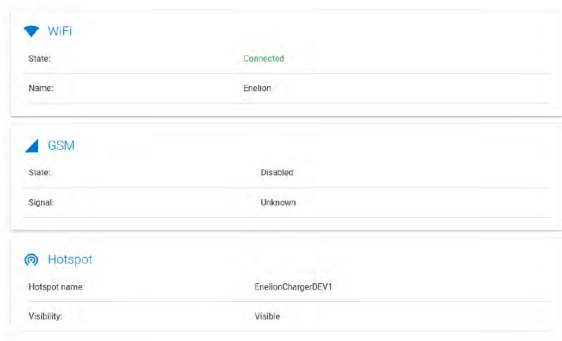 WiFi
State: Connected
Name: Enelion
GSM
State: Disabled
Signal: Unknown
Hotspot
Hotspot name: EnelionChargerDEV1
Visibility: Visible